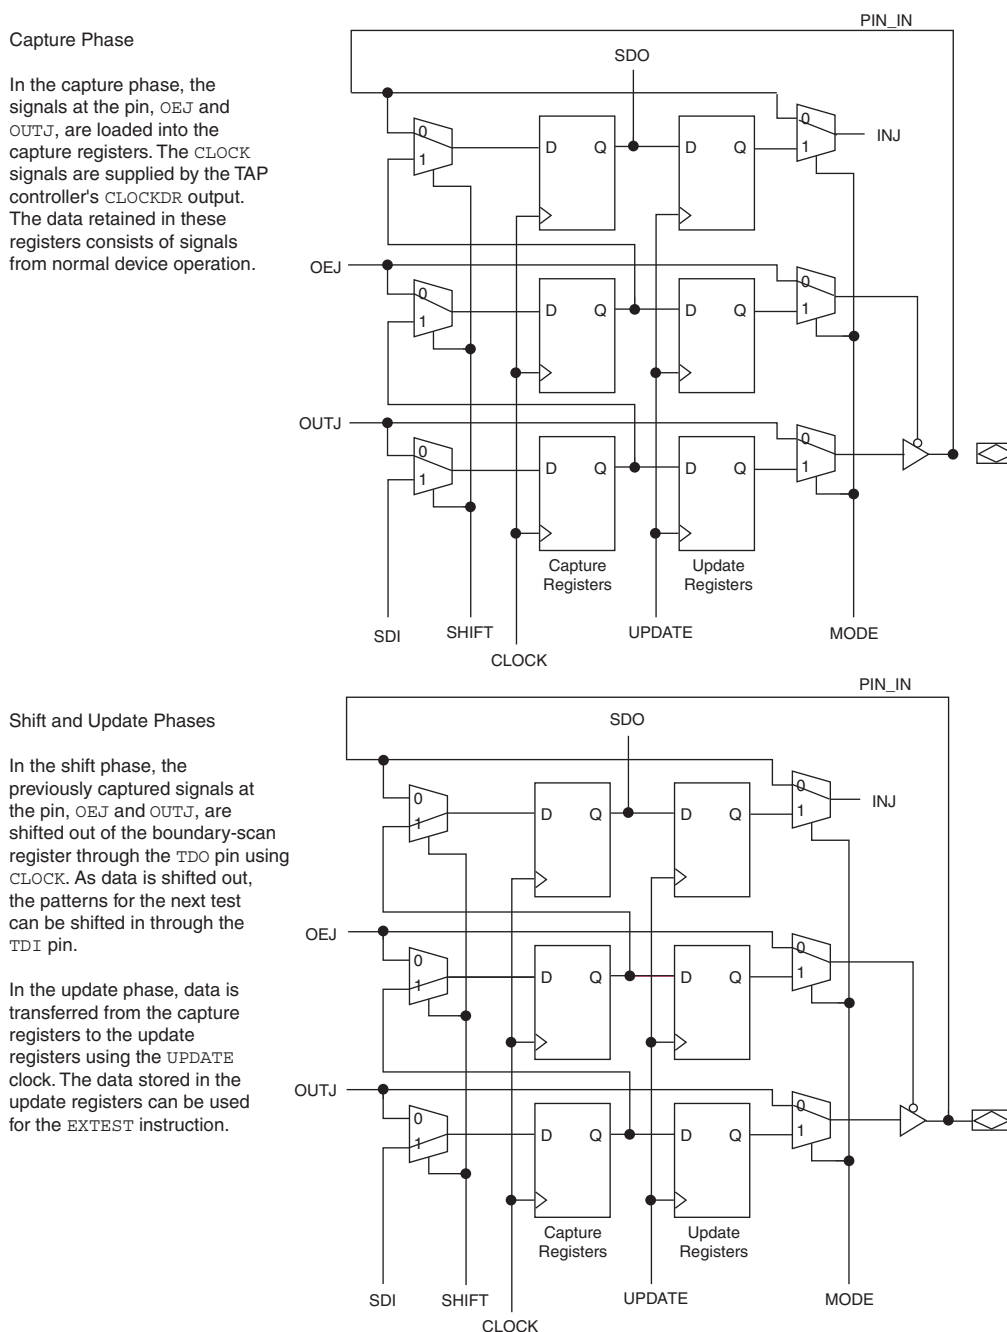 Capture Phase
In the capture phase, the
signals at the pin, OEJ and
OUTJ, are loaded into the
capture registers. The CLOCK
signals are supplied by the TAP
controller's CLOCKDR output.
The data retained in these
registers consists of signals
from normal device operation.
PIN_IN
SDO
0
1
D Q
D Q
0
1
INJ
OEJ
0
1
D Q
D Q
0
1
OUTJ
0
1
D Q
D Q
0
1
Capture
Registers
Update
Registers
SDI
SHIFT
CLOCK
UPDATE
MODE
Shift and Update Phases
In the shift phase, the
previously captured signals at
the pin, OEJ and OUTJ, are
shifted out of the boundary-scan
register through the TDO pin using
CLOCK. As data is shifted out,
the patterns for the next test
can be shifted in through the
TDI pin.
In the update phase, data is
transferred from the capture
registers to the update
registers using the UPDATE
clock. The data stored in the
update registers can be used
for the EXTEST instruction.
PIN_IN
SDO
0
1
D Q
D Q
0
1
INJ
OEJ
0
1
D Q
D Q
0
1
OUTJ
0
1
D Q
D Q
0
1
Capture
Registers
Update
Registers
SDI
SHIFT
CLOCK
UPDATE
MODE